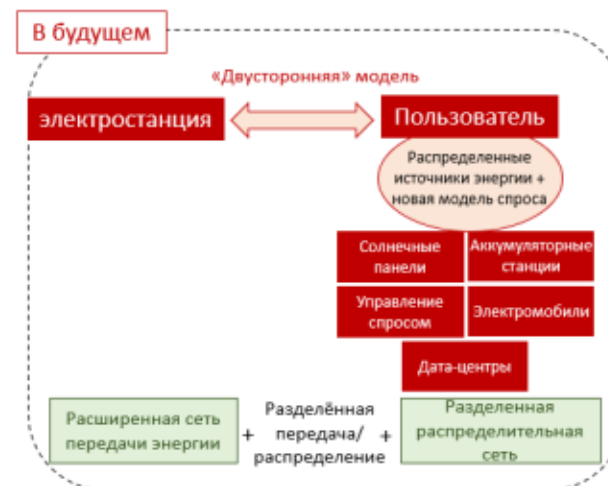 В будущем
«Двусторонняя» модель
электростанция
Пользователь
Распределенные
источники энергии +
новая модель спроса
Солнечные
панели
Аккумуляторные
станции
Управление
спросом
Электромобили
Дата-центры
Расширенная сеть
передачи энергии
+
Разделённая
передача/
распределение
+
Разделенная
распределительная
сеть